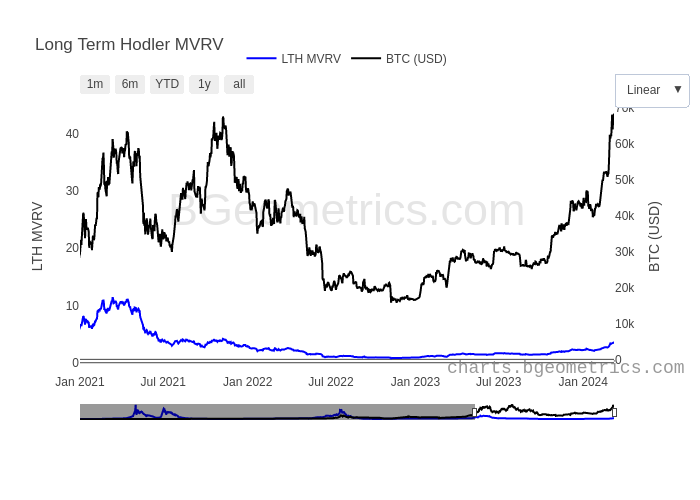 Long Term Hodler MVRV
LTH MVRV BTC (USD)
1m 6m YTD 1y all
Linear ▼
70k
40
60k
50k
30
BGeometrics.com
40k
LTH MVRV
BTC (USD)
20
30k
20k
10
10k
0
0
charts.bgeometrics.com
Jan 2021 Jul 2021 Jan 2022 Jul 2022 Jan 2023 Jul 2023 Jan 2024